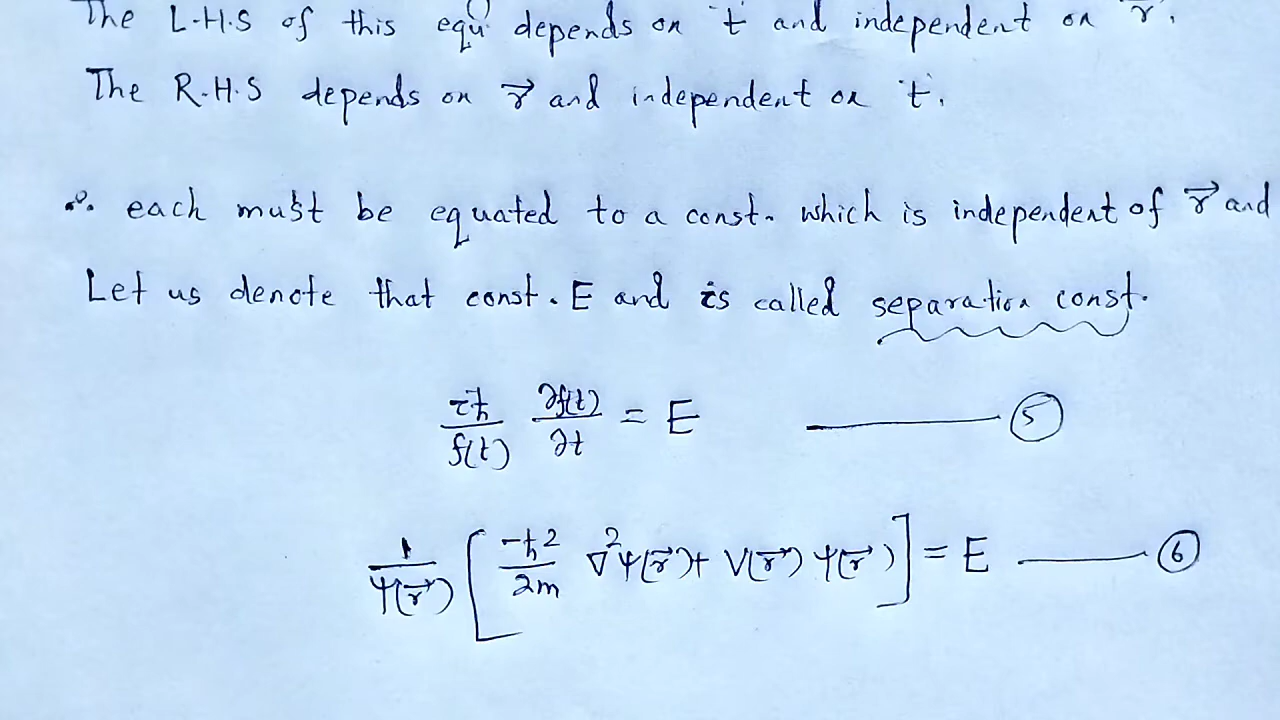 The L.H.S of this equⁿ depends on 't' and independent on r⃗.
The R.H.S depends on r⃗ and independent on 't'.
∴ each must be equated to a const. which is independent of r⃗ and
Let us denote that const. E and is called separation const.
iħ/f(t) ∂f(t)/∂t = E ——— ⑤
1/ψ(r⃗) [ -ħ²/2m ∇²ψ(r⃗) + V(r⃗) ψ(r⃗) ] = E ——— ⑥